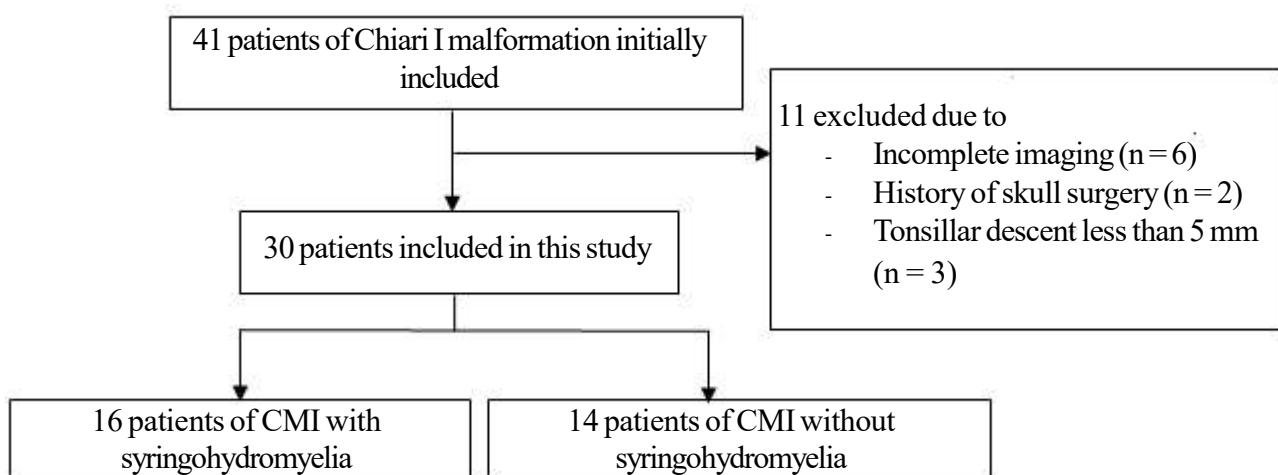 41 patients of Chiari I malformation initially
included
11 excluded due to
- Incomplete imaging (n = 6)
- History of skull surgery (n = 2)
- Tonsillar descent less than 5 mm
(n = 3)
30 patients included in this study
16 patients of CMI with
syringohydromyelia
14 patients of CMI without
syringohydromyelia